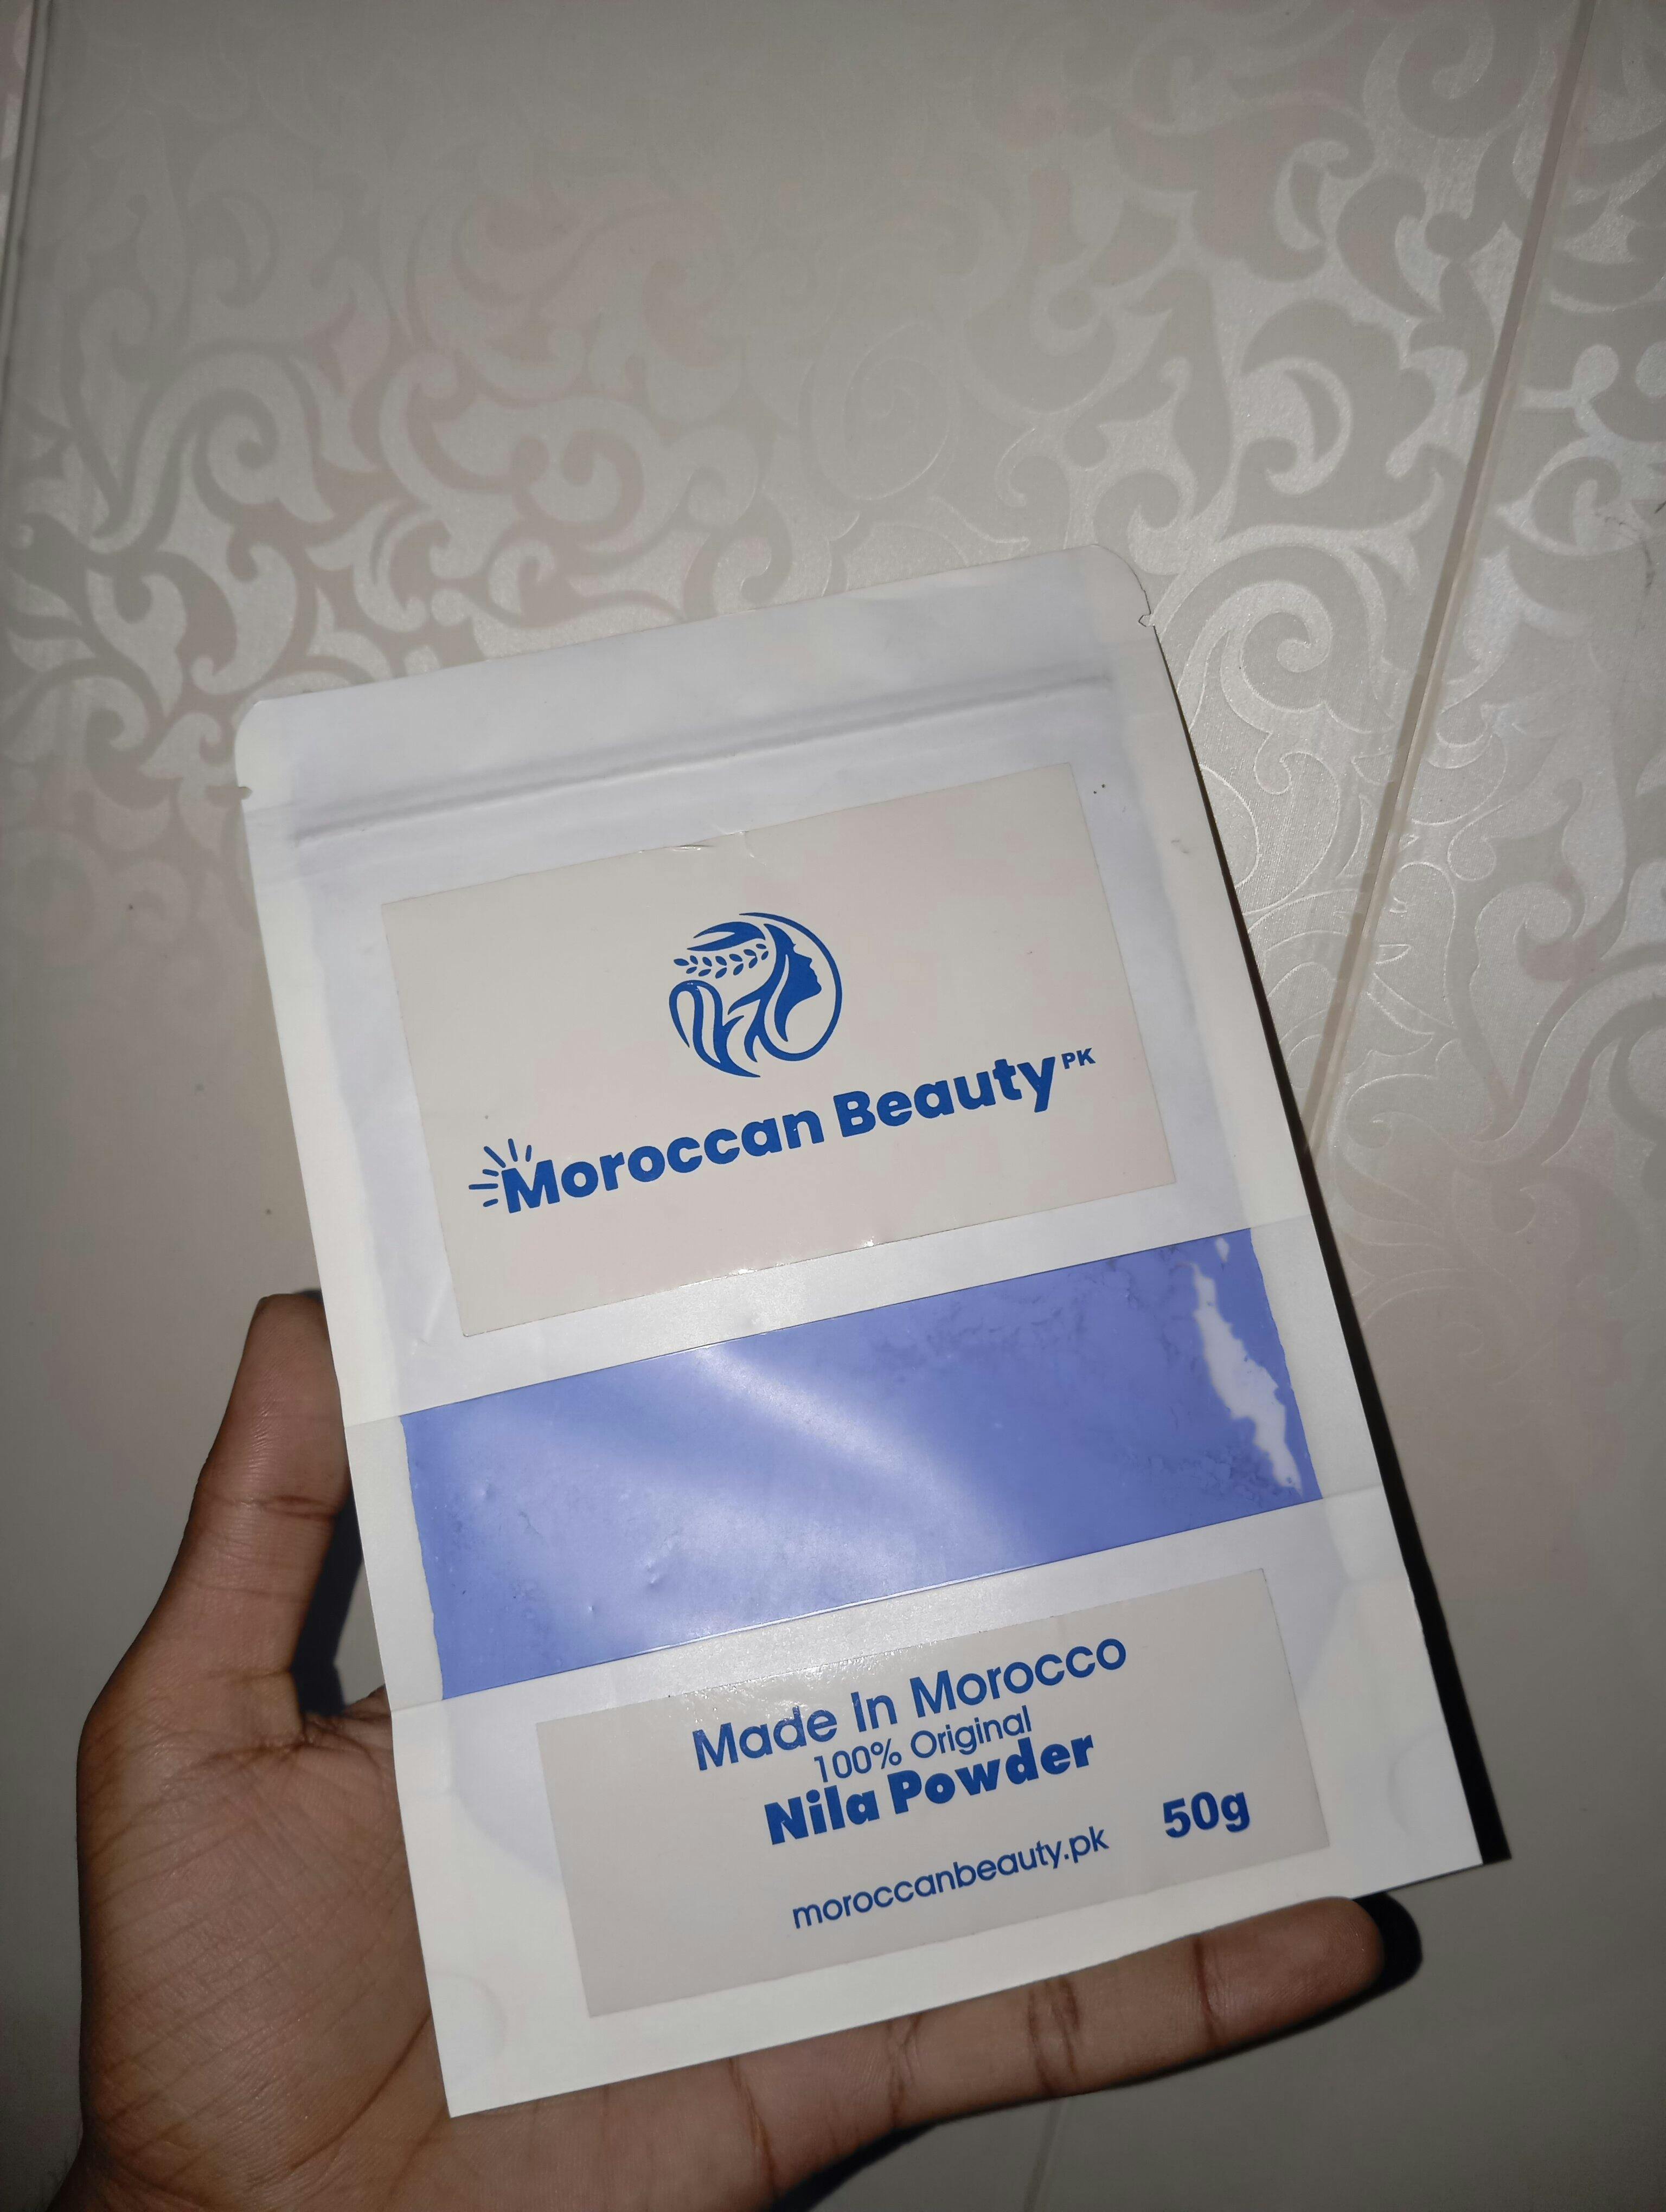 Moroccan Beauty PK
Made In Morocco
100% Original
Nila Powder
50g
moroccanbeauty.pk